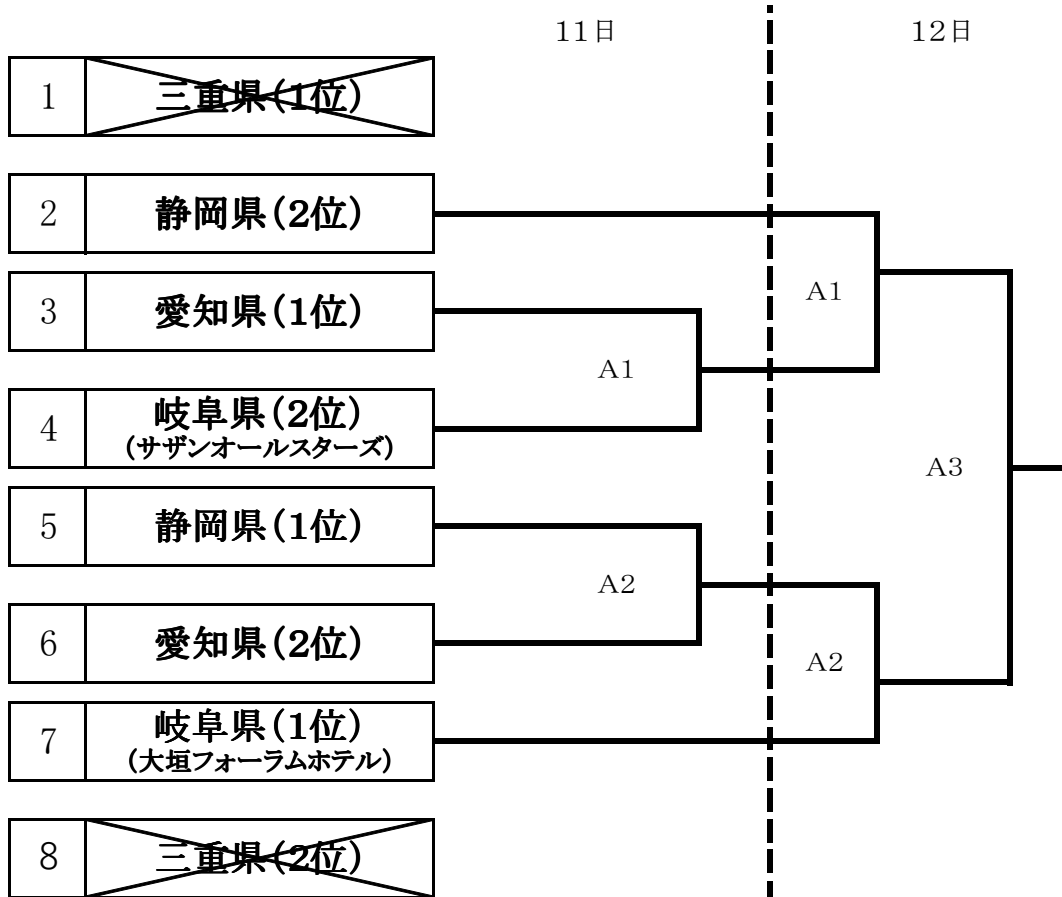 11日
12日
1 三重県(1位)
2 静岡県(2位)
3 愛知県(1位)
A1
A1
4 岐阜県(2位)
(サザンオールスターズ)
A3
5 静岡県(1位)
A2
6 愛知県(2位)
A2
7 岐阜県(1位)
(大垣フォーラムホテル)
8 三重県(2位)